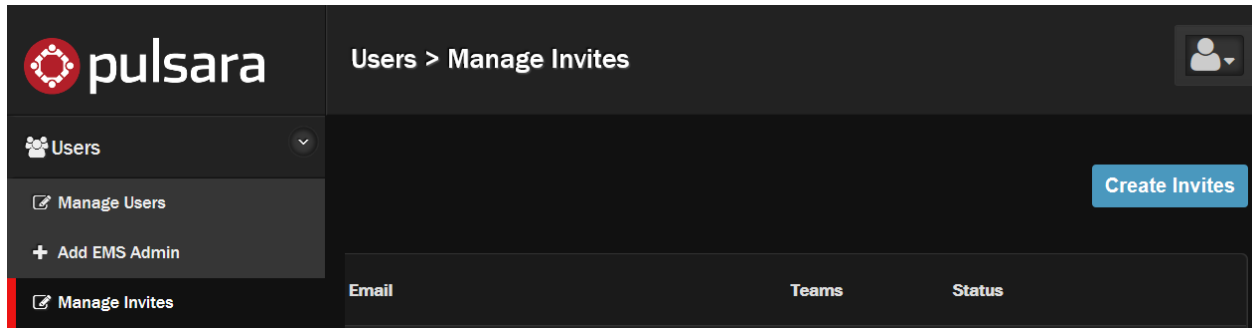 pulsara
Users > Manage Invites
Users
Manage Users
Add EMS Admin
Manage Invites
Create Invites
Email Teams Status